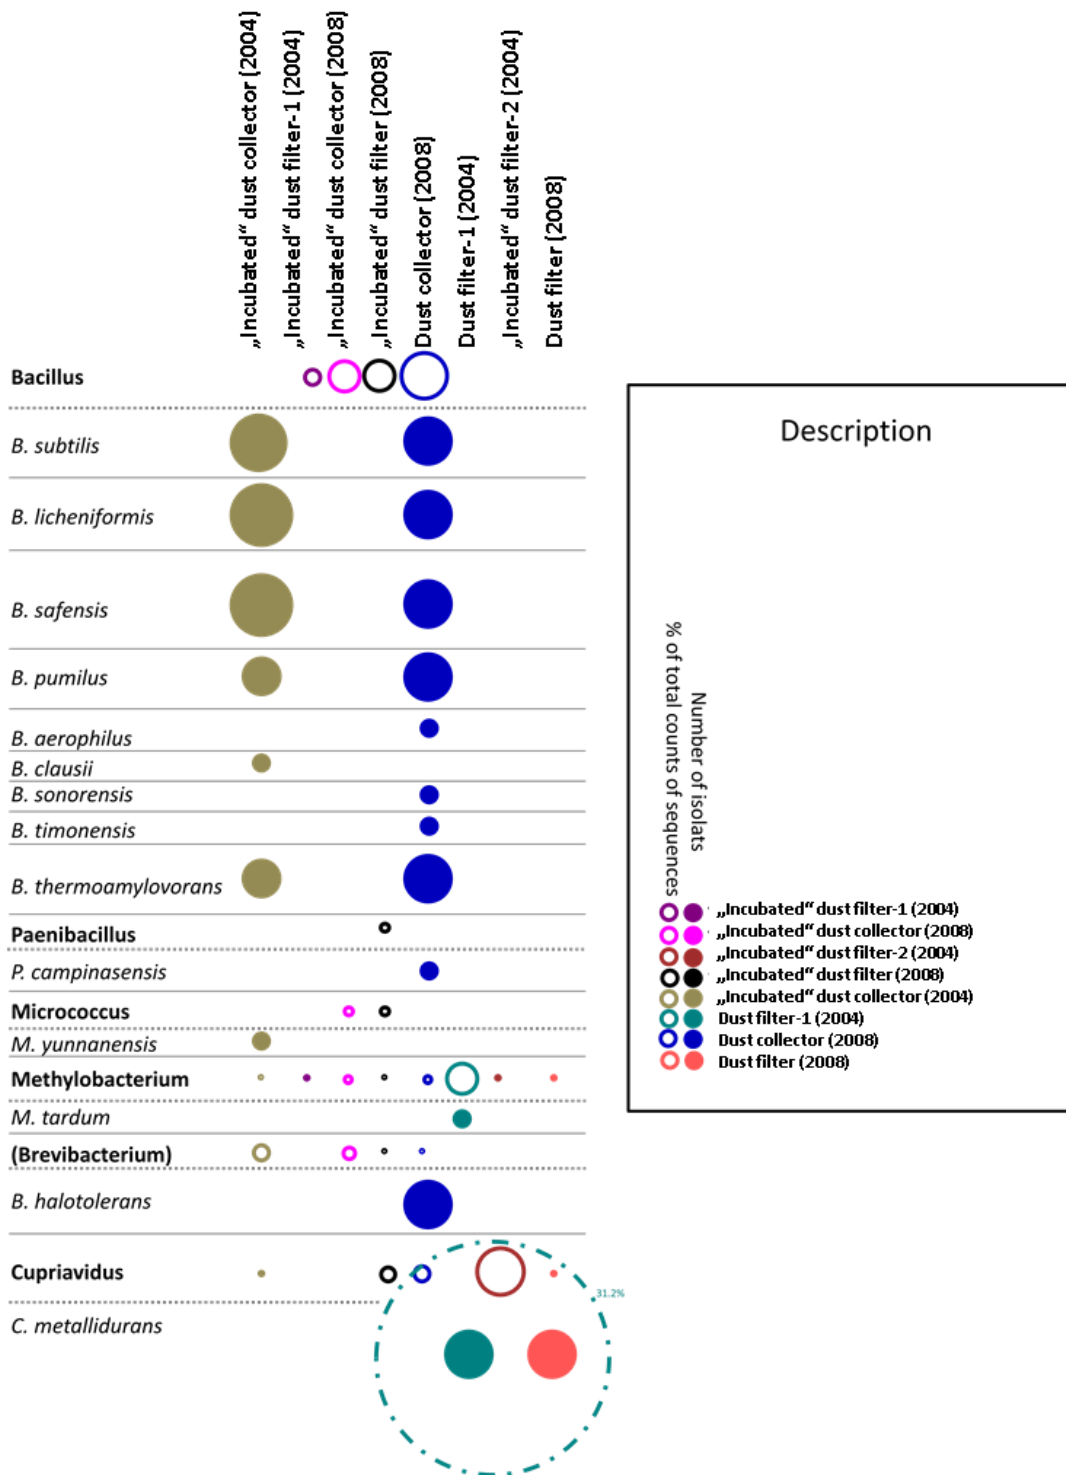 „Incubated“ dust collector (2004)
„Incubated“ dust filter-1 (2004)
„Incubated“ dust collector (2008)
„Incubated“ dust filter (2008)
Dust collector (2008)
Dust filter-1 (2004)
„Incubated“ dust filter-2 (2004)
Dust filter (2008)
Bacillus
B. subtilis
B. licheniformis
B. safensis
B. pumilus
B. aerophilus
B. clausii
B. sonorensis
B. timonensis
B. thermoamylovorans
Paenibacillus
P. campinasensis
Micrococcus
M. yunnanensis
Methylobacterium
M. tardum
(Brevibacterium)
B. halotolerans
Cupriavidus
31.2%
C. metallidurans
Description
% of total counts of sequences
Number of isolats
„Incubated“ dust filter-1 (2004)
„Incubated“ dust collector (2008)
„Incubated“ dust filter-2 (2004)
„Incubated“ dust filter (2008)
„Incubated“ dust collector (2004)
Dust filter-1 (2004)
Dust collector (2008)
Dust filter (2008)